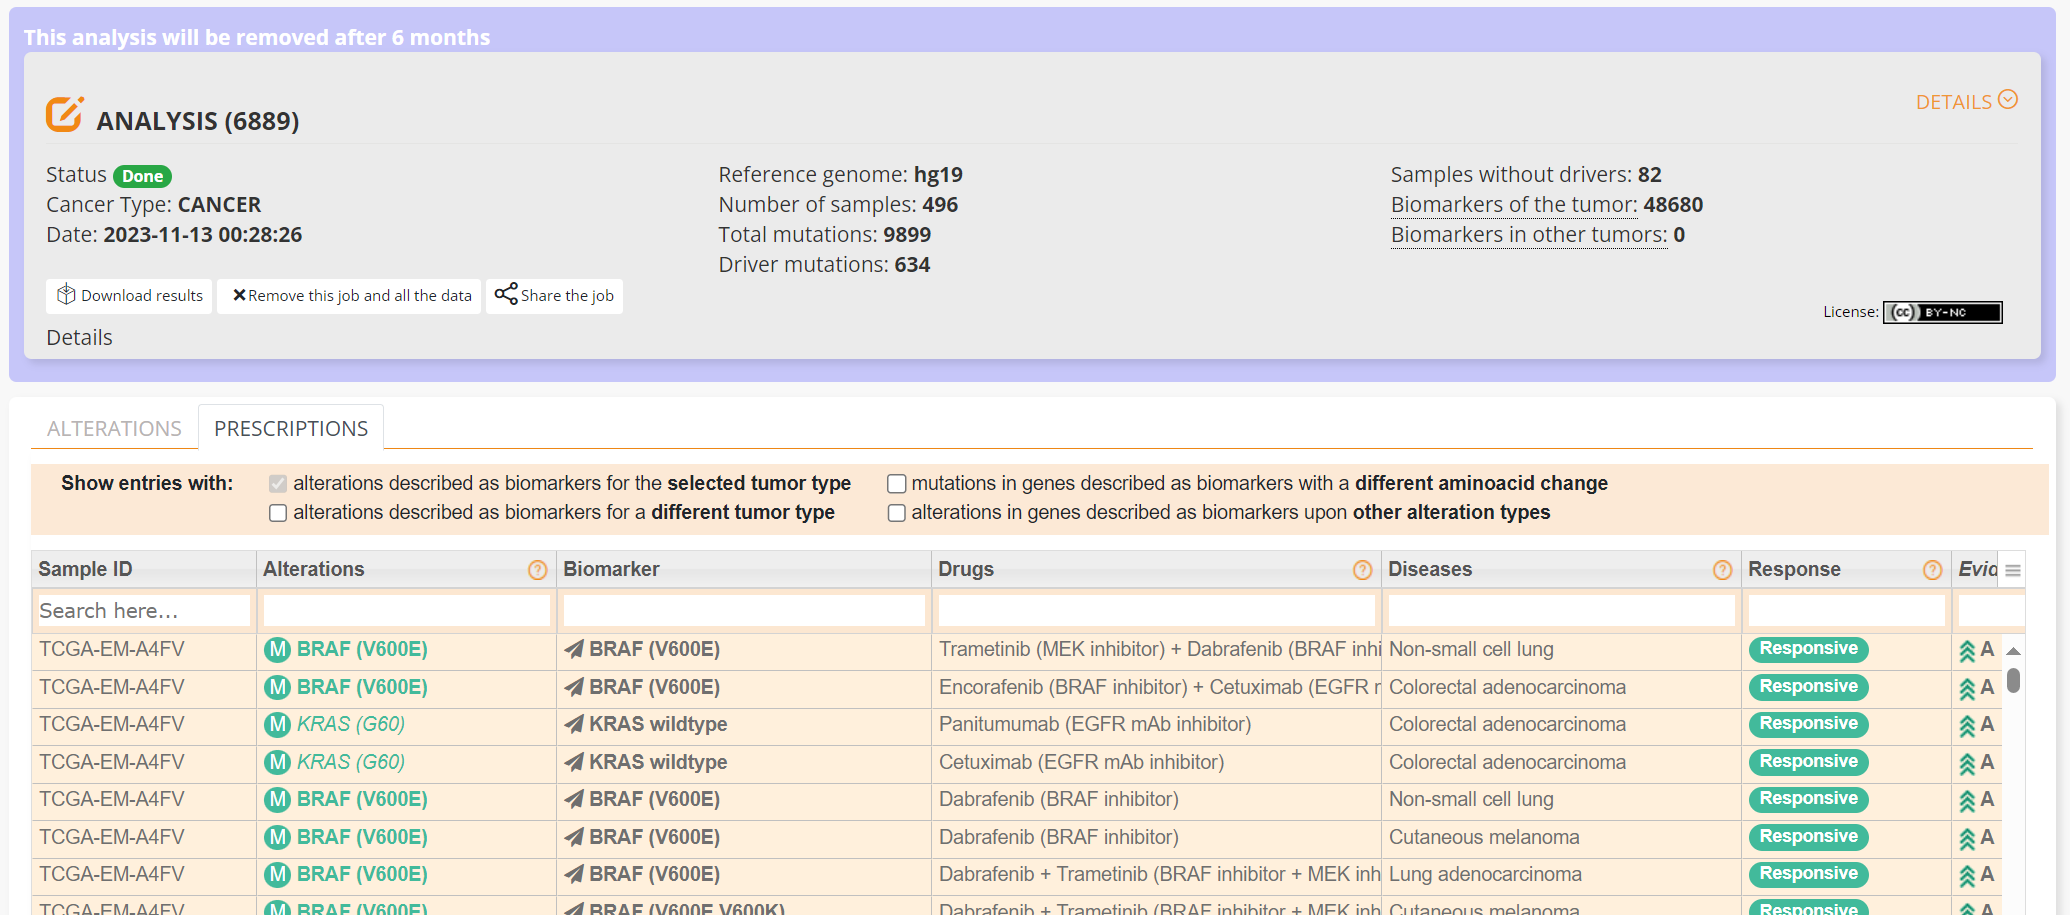 This analysis will be removed after 6 months
ANALYSIS (6889)
DETAILS
Status Done
Cancer Type: CANCER
Date: 2023-11-13 00:28:26
Reference genome: hg19
Number of samples: 496
Total mutations: 9899
Driver mutations: 634
Samples without drivers: 82
Biomarkers of the tumor: 48680
Biomarkers in other tumors: 0
Download results Remove this job and all the data Share the job
License: (cc) BY-NC
Details
ALTERATIONS PRESCRIPTIONS
Show entries with: alterations described as biomarkers for the selected tumor type mutations in genes described as biomarkers with a different aminoacid change
alterations described as biomarkers for a different tumor type alterations in genes described as biomarkers upon other alteration types
Sample ID Alterations ? Biomarker Drugs ? Diseases ? Response ? Evid
Search here...
TCGA-EM-A4FV M BRAF (V600E) BRAF (V600E) Trametinib (MEK inhibitor) + Dabrafenib (BRAF inhi Non-small cell lung Responsive A
TCGA-EM-A4FV M BRAF (V600E) BRAF (V600E) Encorafenib (BRAF inhibitor) + Cetuximab (EGFR r Colorectal adenocarcinoma Responsive A
TCGA-EM-A4FV M KRAS (G60) KRAS wildtype Panitumumab (EGFR mAb inhibitor) Colorectal adenocarcinoma Responsive A
TCGA-EM-A4FV M KRAS (G60) KRAS wildtype Cetuximab (EGFR mAb inhibitor) Colorectal adenocarcinoma Responsive A
TCGA-EM-A4FV M BRAF (V600E) BRAF (V600E) Dabrafenib (BRAF inhibitor) Non-small cell lung Responsive A
TCGA-EM-A4FV M BRAF (V600E) BRAF (V600E) Dabrafenib (BRAF inhibitor) Cutaneous melanoma Responsive A
TCGA-EM-A4FV M BRAF (V600E) BRAF (V600E) Dabrafenib + Trametinib (BRAF inhibitor + MEK inh Lung adenocarcinoma Responsive A
TCGA-EM-A4FV M BRAF (V600E) BRAF (V600E,V600K) Dabrafenib + Trametinib (BRAF inhibitor + MEK inh Cutaneous melanoma Responsive A